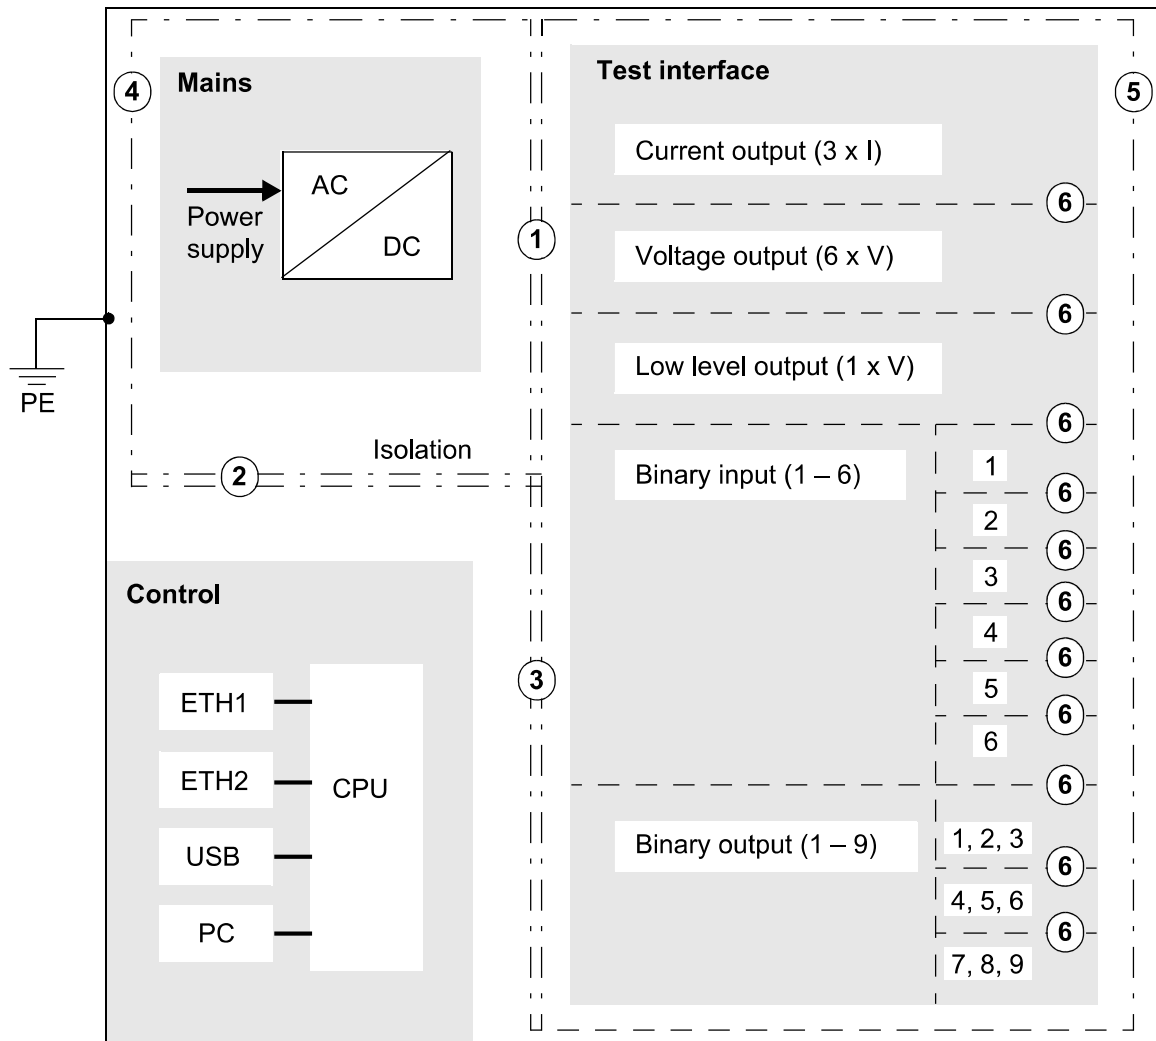 4
Mains
AC
DC
Power
supply
PE
2
Isolation
1
3
Control
ETH1
ETH2
USB
PC
CPU
Test interface
5
Current output (3 x I)
6
Voltage output (6 x V)
6
Low level output (1 x V)
6
Binary input (1 – 6)
1
6
2
6
3
6
4
6
5
6
6
6
Binary output (1 – 9)
1, 2, 3
6
4, 5, 6
6
7, 8, 9